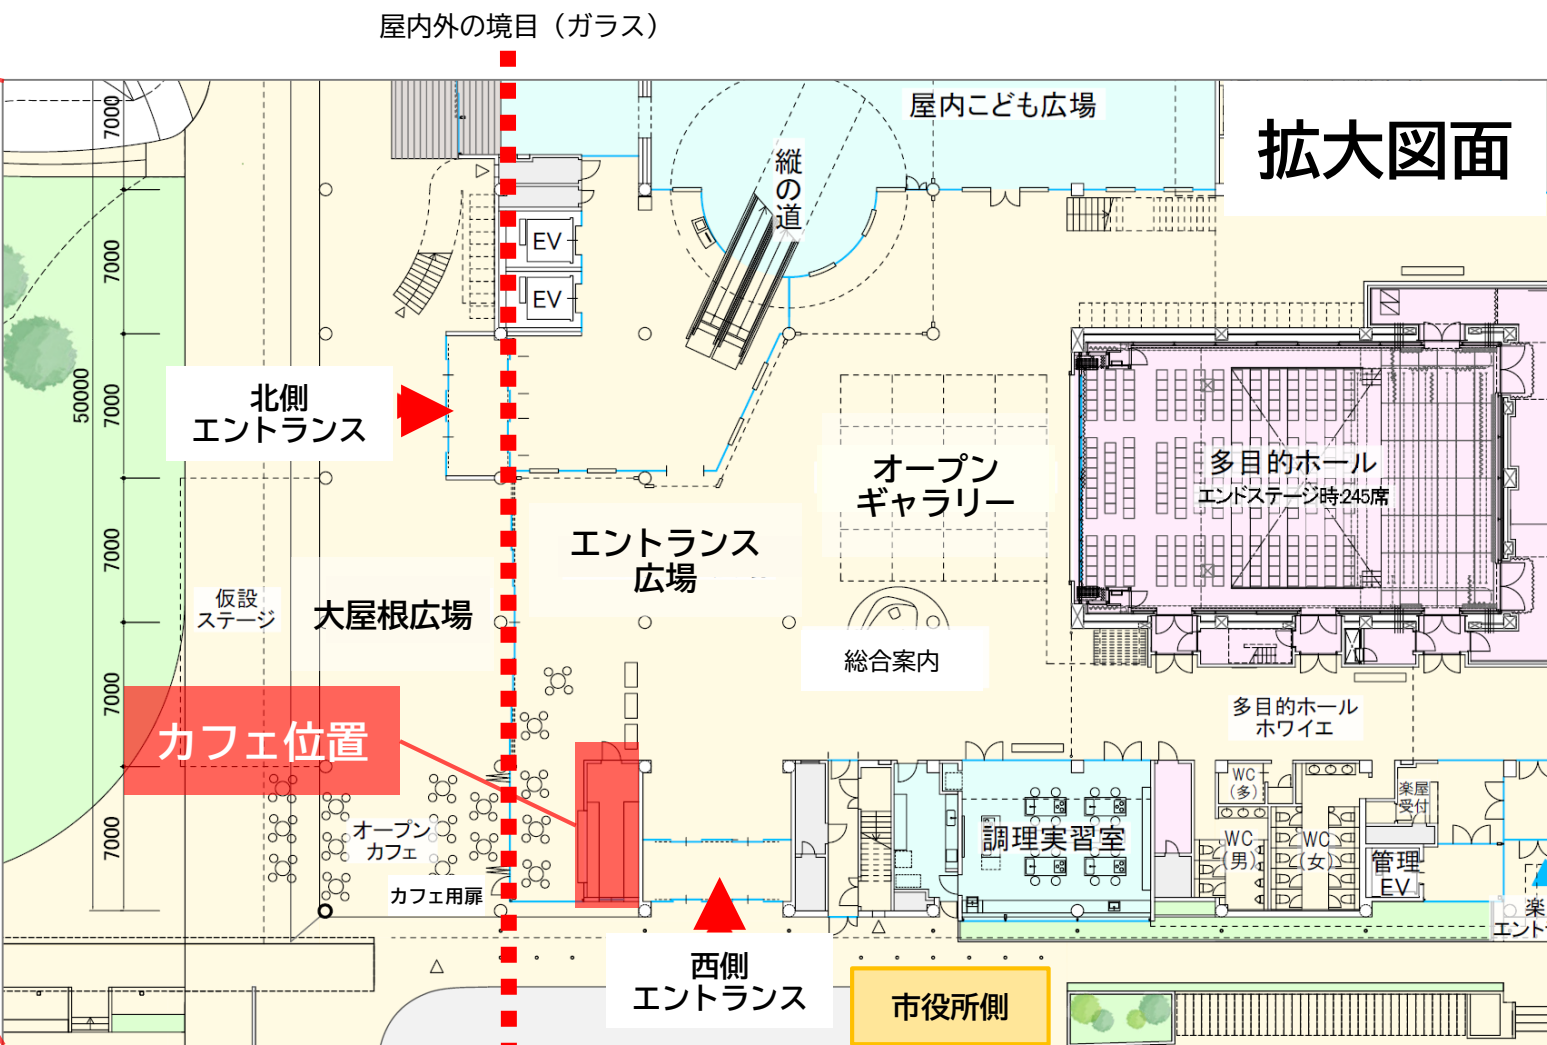 屋内外の境目（ガラス）
拡大図面
屋内こども広場
縦の道
EV
EV
7000
7000
7000
7000
7000
7000
50000
北側
エントランス
オープン
ギャラリー
多目的ホール
エンドステージ時:245席
エントランス
広場
仮設
ステージ
大屋根広場
総合案内
カフェ位置
多目的ホール
ホワイエ
オープン
カフェ
カフェ用扉
調理実習室
WC
（多）
WC
（男）
WC
（女）
楽屋
受付
管理
EV
楽
エント
西側
エントランス
市役所側